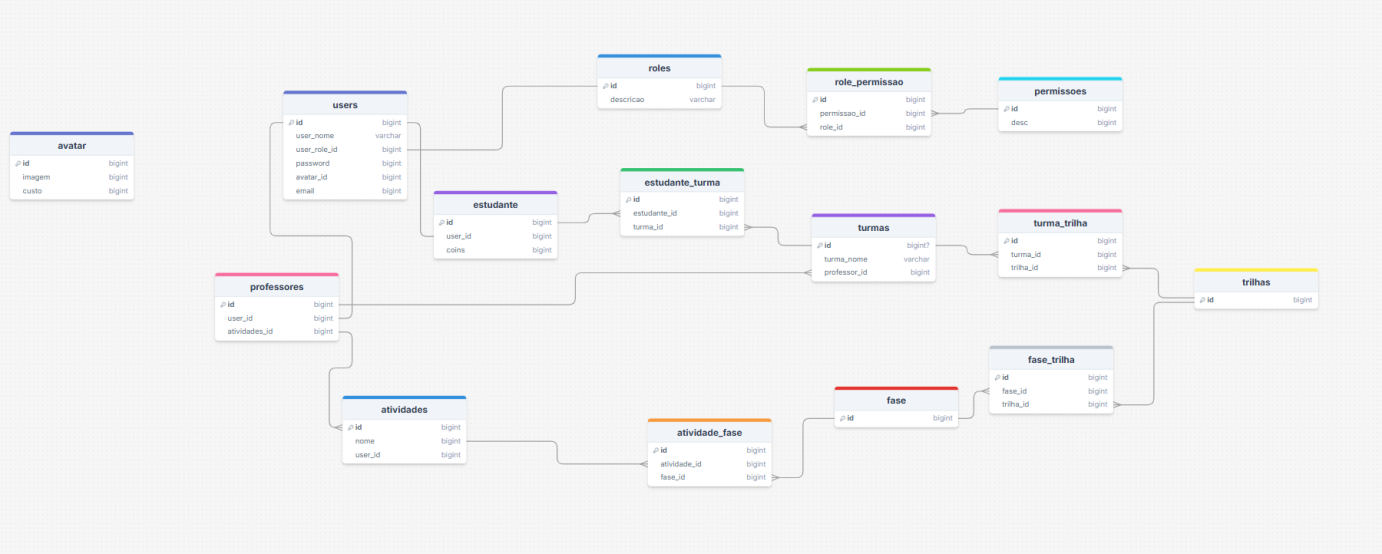 roles
id bigint
descricao varchar
role_permissao
id bigint
permissao_id bigint
role_id bigint
permissoes
id bigint
desc bigint
users
id bigint
user_nome varchar
user_role_id bigint
password bigint
avatar_id bigint
email bigint
avatar
id bigint
imagem bigint
custo bigint
estudante
id bigint
user_id bigint
coins bigint
estudante_turma
id bigint
estudante_id bigint
turma_id bigint
turmas
id bigint?
turma_nome varchar
professor_id bigint
turma_trilha
id bigint
turma_id bigint
trilha_id bigint
trilhas
id bigint
professores
id bigint
user_id bigint
atividades_id bigint
fase_trilha
id bigint
fase_id bigint
trilha_id bigint
fase
id bigint
atividades
id bigint
nome bigint
user_id bigint
atividade_fase
id bigint
atividade_id bigint
fase_id bigint